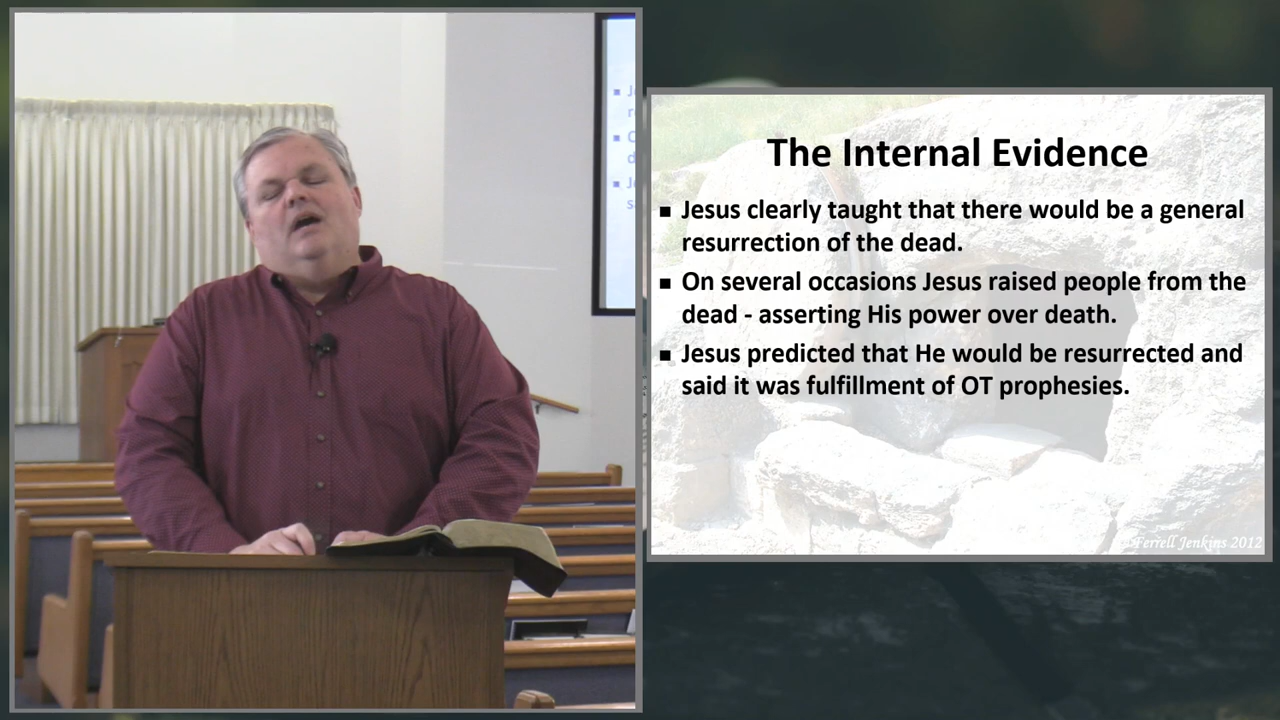 The Internal Evidence
▪ Jesus clearly taught that there would be a general
resurrection of the dead.
▪ On several occasions Jesus raised people from the
dead - asserting His power over death.
▪ Jesus predicted that He would be resurrected and
said it was fulfillment of OT prophesies.
Ferrell Jenkins 2012